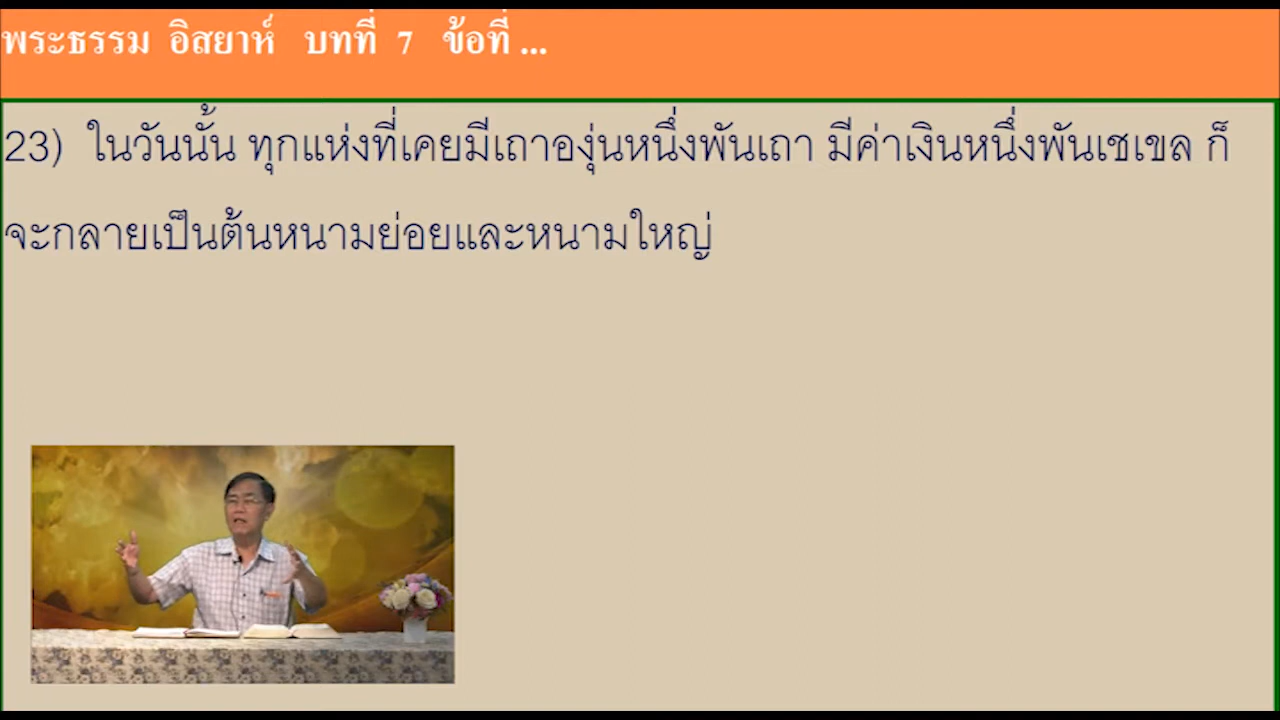 พระธรรม อิสยาห์ บทที่ 7 ข้อที่ ...
23) ในวันนั้น ทุกแห่งที่เคยมีเถาองุ่นหนึ่งพันเถา มีค่าเงินหนึ่งพันเชเขล ก็
จะกลายเป็นต้นหนามย่อยและหนามใหญ่